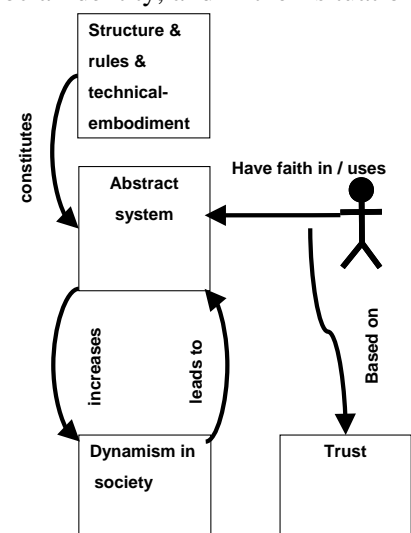 Structure &
rules &
technical-
embodiment
constitutes
Have faith in / uses
Abstract
system
increases
leads to
Based on
Dynamism in
society
Trust